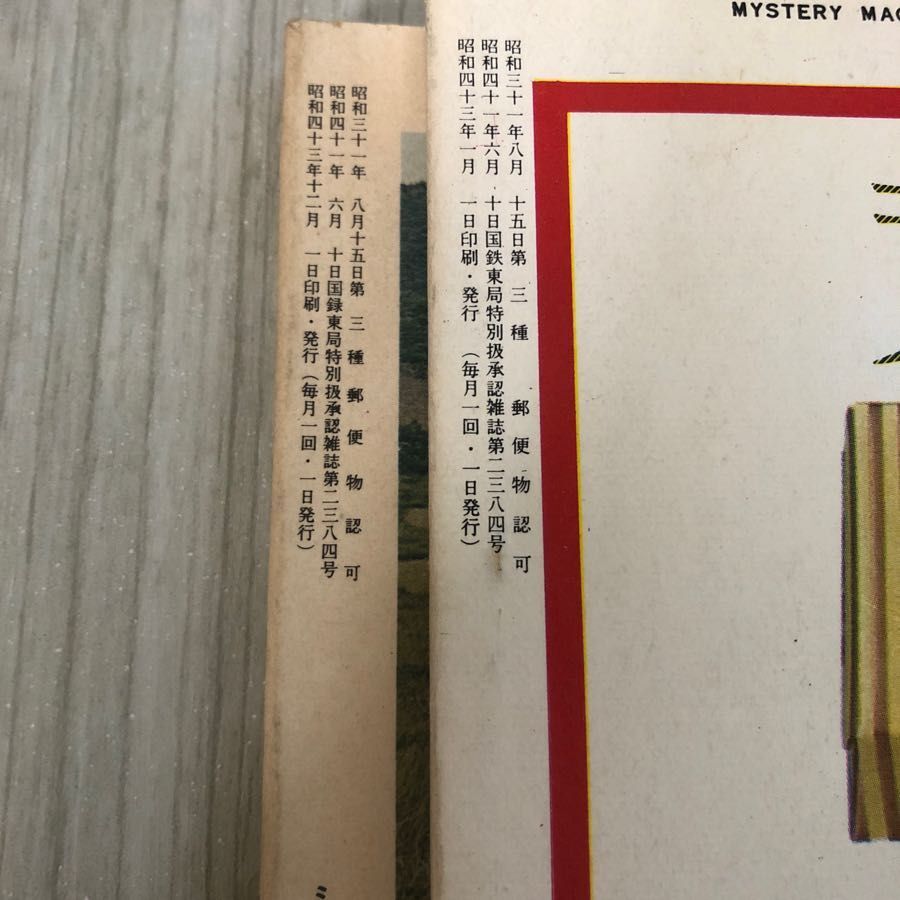 MYSTERY MAG
昭和三十一年八月 十五日第三種郵便物認可
昭和四十一年六月 十日国鉄東局特別扱承認雑誌第二三八四号
昭和四十三年一月 一日印刷・発行 (毎月一回・一日発行)
昭和三十一年 八月十五日第三種郵便物認可
昭和四十一年 六月 十日国録東局特別扱承認雑誌第二三八四号
昭和四十三年十二月 一日印刷・発行(毎月一回・一日発行)
ミ